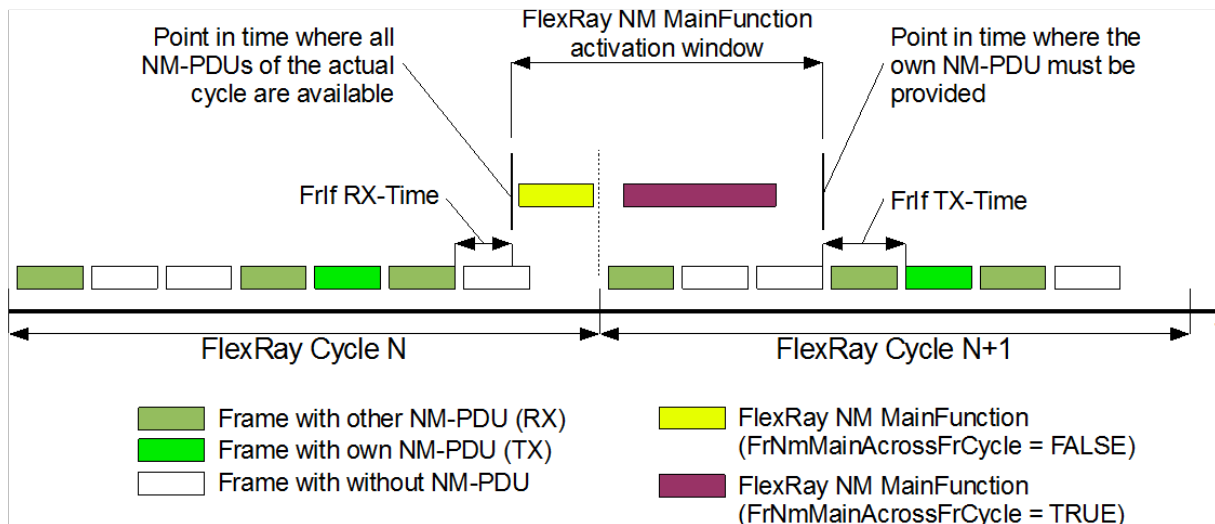 FlexRay NM MainFunction
activation window
Point in time where all
NM-PDUs of the actual
cycle are available
Point in time where the
own NM-PDU must be
provided
FrIf RX-Time
FrIf TX-Time
FlexRay Cycle N
FlexRay Cycle N+1
Frame with other NM-PDU (RX)
Frame with own NM-PDU (TX)
Frame with without NM-PDU
FlexRay NM MainFunction
(FrNmMainAcrossFrCycle = FALSE)
FlexRay NM MainFunction
(FrNmMainAcrossFrCycle = TRUE)